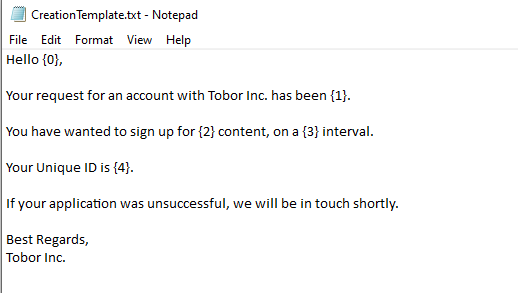 CreationTemplate.txt - Notepad
File Edit Format View Help
Hello {0},
Your request for an account with Tobor Inc. has been {1}.
You have wanted to sign up for {2} content, on a {3} interval.
Your Unique ID is {4}.
If your application was unsuccessful, we will be in touch shortly.
Best Regards,
Tobor Inc.